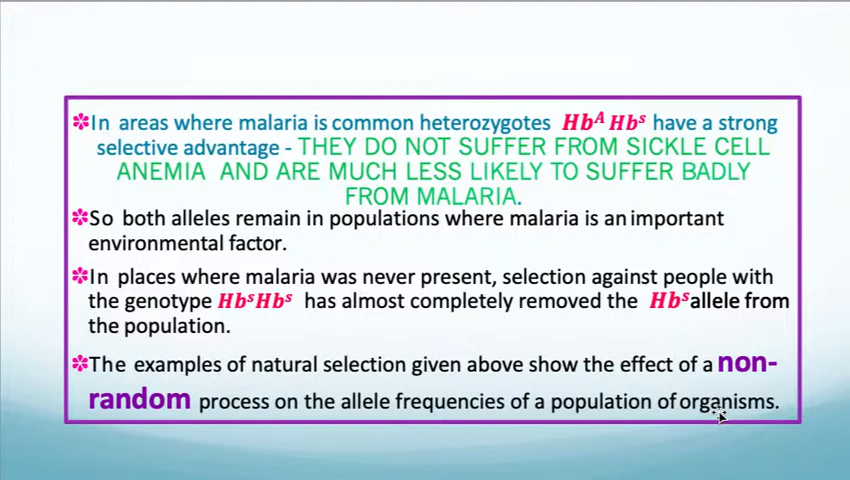 ✽In areas where malaria is common heterozygotes Hbᴬ Hbˢ have a strong
selective advantage - THEY DO NOT SUFFER FROM SICKLE CELL
ANEMIA AND ARE MUCH LESS LIKELY TO SUFFER BADLY
FROM MALARIA.
✽So both alleles remain in populations where malaria is an important
environmental factor.
✽In places where malaria was never present, selection against people with
the genotype HbˢHbˢ has almost completely removed the Hbˢ allele from
the population.
✽The examples of natural selection given above show the effect of a non-
random process on the allele frequencies of a population of organisms.